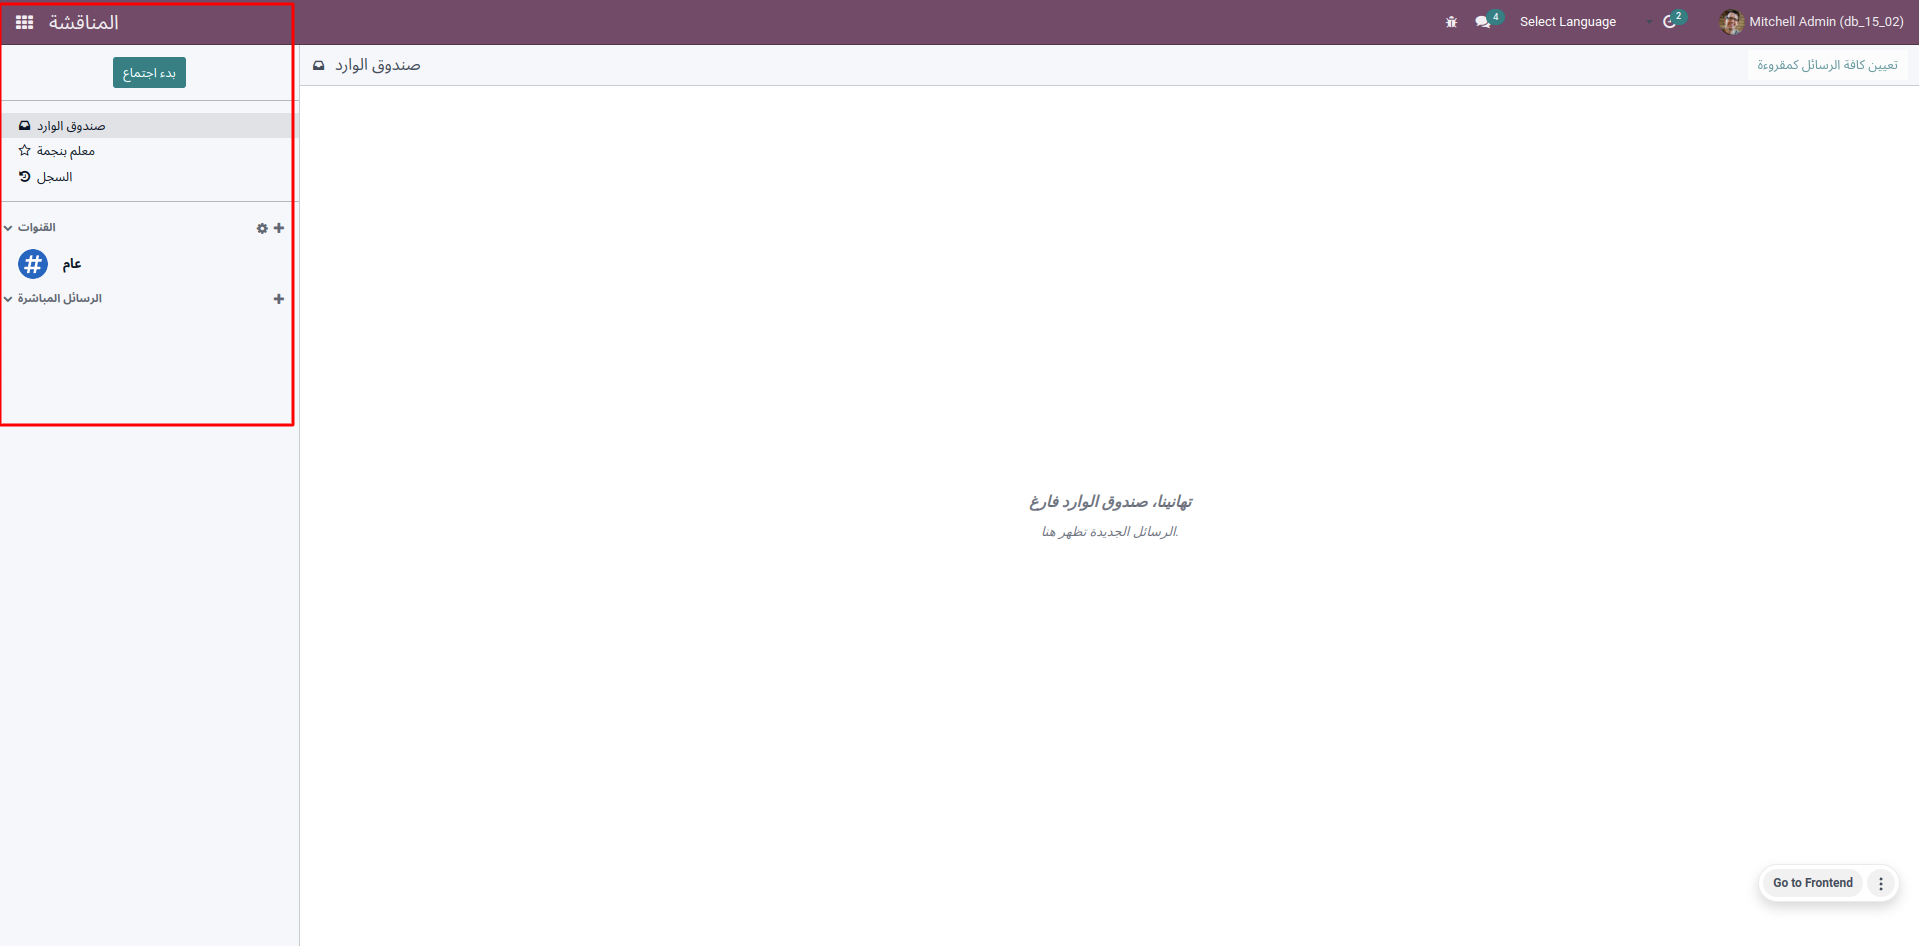 المناقشة
4
Select Language
2
Mitchell Admin (db_15_02)
بدء اجتماع
صندوق الوارد
تعيين كافة الرسائل كمقروءة
صندوق الوارد
معلم بنجمة
السجل
القنوات
عام
الرسائل المباشرة
تهانينا، صندوق الوارد فارغ
الرسائل الجديدة تظهر هنا.
Go to Frontend